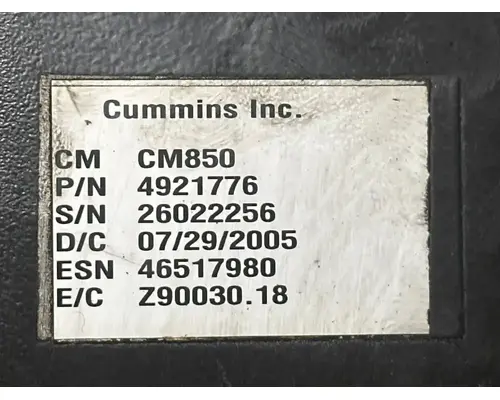 Cummins Inc.
CM CM850
P/N 4921776
S/N 26022256
D/C 07/29/2005
ESN 46517980
E/C Z90030.18